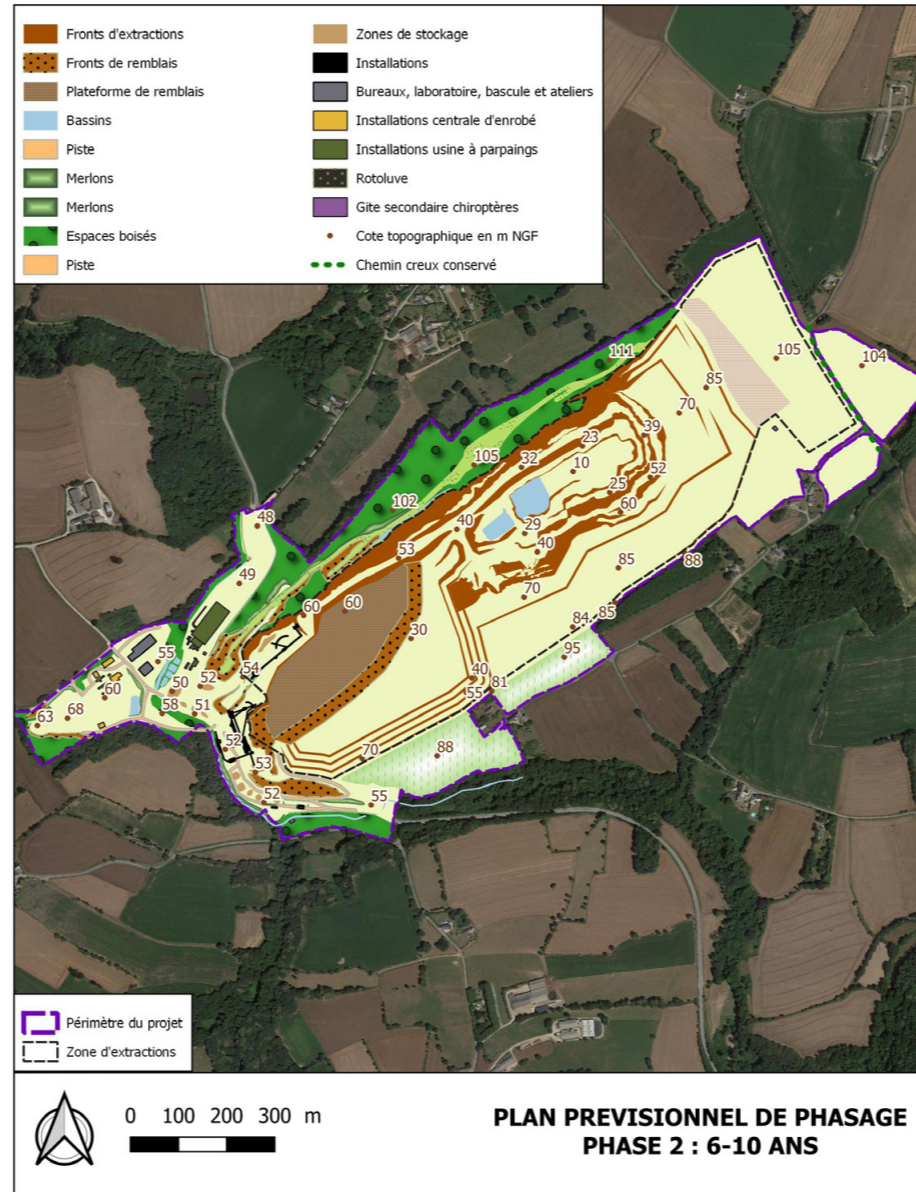 Fronts d'extractions
Fronts de remblais
Plateforme de remblais
Bassins
Piste
Merlons
Merlons
Espaces boisés
Piste
Zones de stockage
Installations
Bureaux, laboratoire, bascule et ateliers
Installations centrale d'enrobé
Installations usine à parpaings
Rotoluve
Gite secondaire chiroptères
Cote topographique en m NGF
Chemin creux conservé
111
105
104
85
70
39
23
105
32
10
52
25
102
60
48
40
29
53
40
85
88
49
70
60
60
84
85
30
55
54
95
50
52
40
81
60
55
63
68
58
51
52
88
70
53
52
55
Périmètre du projet
Zone d'extractions
0 100 200 300 m
PLAN PREVISIONNEL DE PHASAGE
PHASE 2 : 6-10 ANS